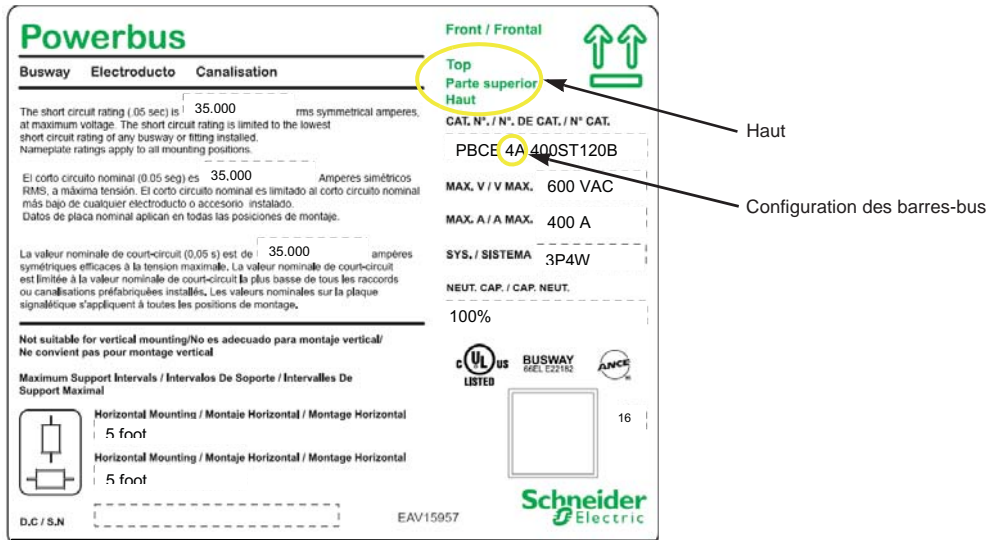 Powerbus
Busway Electroducto Canalisation
The short circuit rating (.05 sec) is 35.000 rms symmetrical amperes,
at maximum voltage. The short circuit rating is limited to the lowest
short circuit rating of any busway or fitting installed.
Nameplate ratings apply to all mounting positions.
El corto circuito nominal (0.05 seg) es 35.000 Amperes simétricos
RMS, a máxima tensión. El corto circuito nominal es limitado al corto circuito nominal
más bajo de cualquier electroducto o accesorio instalado.
Datos de placa nominal aplican en todas las posiciones de montaje.
La valeur nominale de court-circuit (0,05 s) est de 35.000 ampères
symétriques efficaces à la tension maximale. La valeur nominale de court-circuit
est limitée à la valeur nominale de court-circuit la plus basse de tous les raccords
ou canalisations préfabriquées installés. Les valeurs nominales sur la plaque
signalétique s'appliquent à toutes les positions de montage.
Not suitable for vertical mounting/No es adecuado para montaje vertical/
Ne convient pas pour montage vertical
Maximum Support Intervals / Intervalos De Soporte / Intervalles De
Support Maximal
Horizontal Mounting / Montaje Horizontal / Montage Horizontal
5 foot
Horizontal Mounting / Montaje Horizontal / Montage Horizontal
5 foot
D.C / S.N
EAV15957
Front / Frontal
Top
Parte superior
Haut
CAT. N°. / N°. DE CAT. / N° CAT.
PBCE 4A 400ST120B
MAX. V / V MAX. 600 VAC
MAX. A / A MAX. 400 A
SYS. / SISTEMA 3P4W
NEUT. CAP. / CAP. NEUT.
100%
c UL us
LISTED
BUSWAY
66EL E22182
ANCE
16
Schneider
Electric
Haut
Configuration des barres-bus